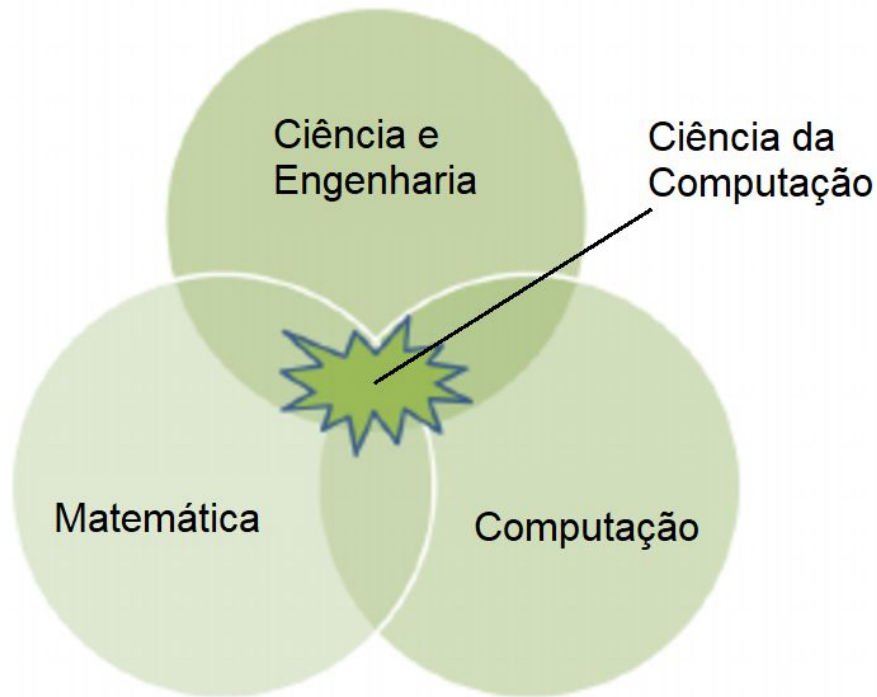 Ciência e
Engenharia
Ciência da
Computação
Matemática
Computação